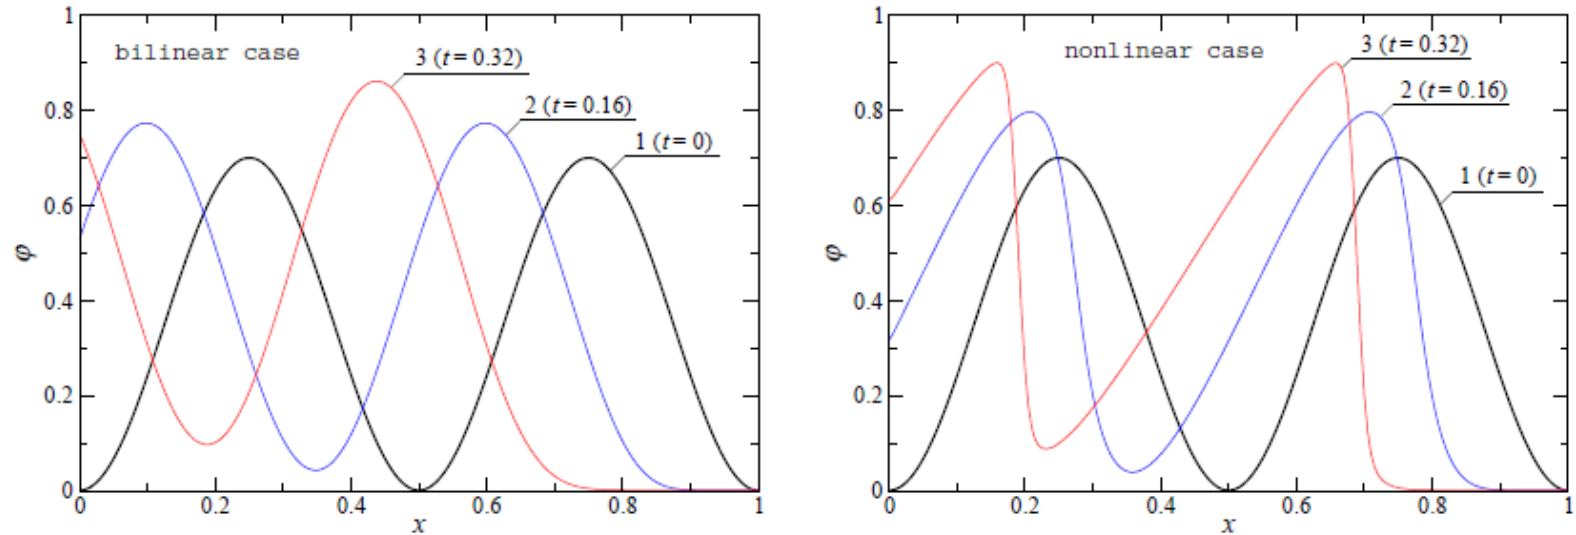 bilinear case
3 (t = 0.32)
2 (t = 0.16)
1 (t = 0)
φ
1
0.8
0.6
0.4
0.2
0
0 0.2 0.4 0.6 0.8 1
x
nonlinear case
3 (t = 0.32)
2 (t = 0.16)
1 (t = 0)
φ
1
0.8
0.6
0.4
0.2
0
0 0.2 0.4 0.6 0.8 1
x